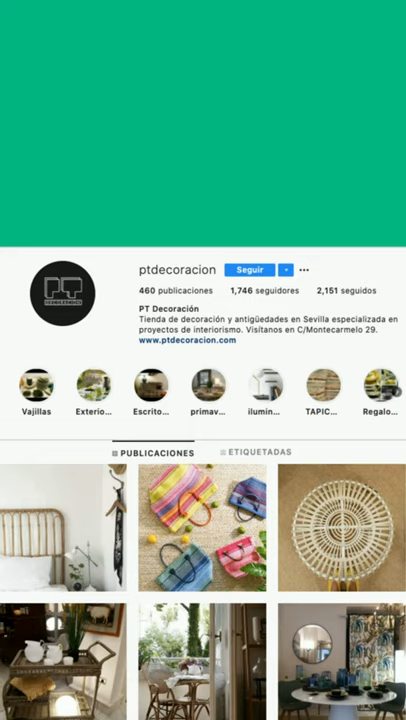 ptdecoracion Seguir
460 publicaciones 1,746 seguidores 2,151 seguidos
PT Decoración
Tienda de decoración y antigüedades en Sevilla especializada en
proyectos de interiorismo. Visítanos en C/Montecarmelo 29.
www.ptdecoracion.com
PT
Vajillas Exterio... Escrito... primav... ilumin... TAPIC... Regalo...
PUBLICACIONES ETIQUETADAS